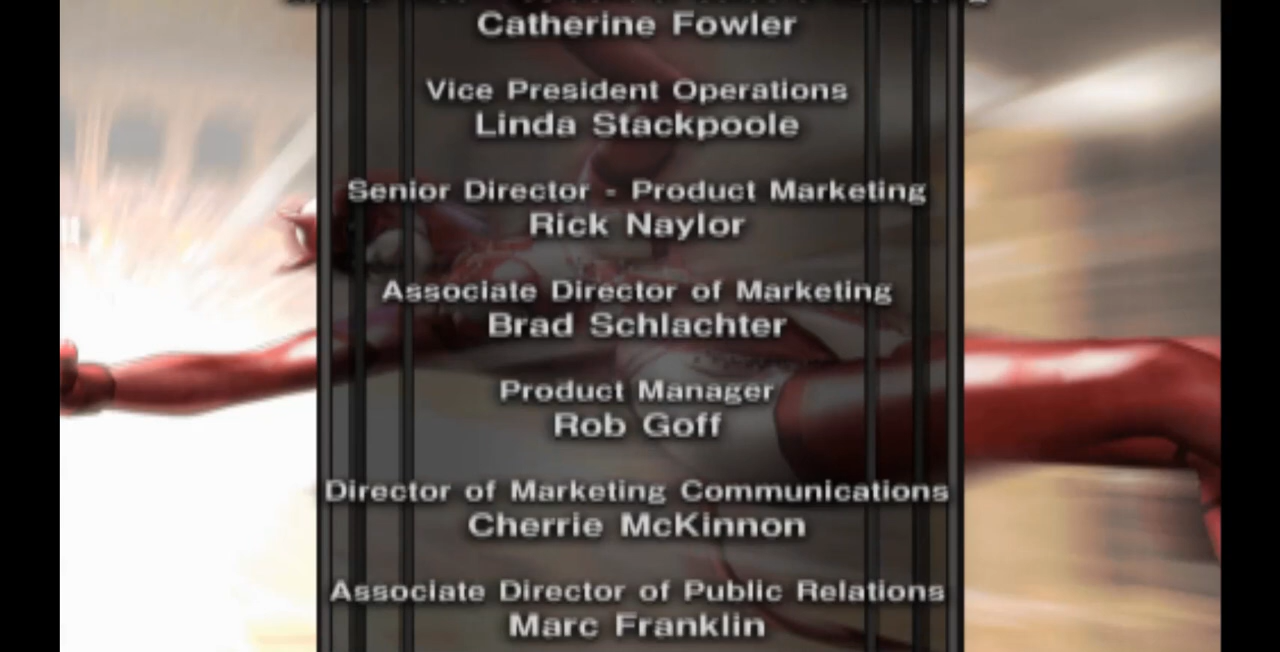 Catherine Fowler
Vice President Operations
Linda Stackpoole
Senior Director - Product Marketing
Rick Naylor
Associate Director of Marketing
Brad Schlachter
Product Manager
Rob Goff
Director of Marketing Communications
Cherrie McKinnon
Associate Director of Public Relations
Marc Franklin